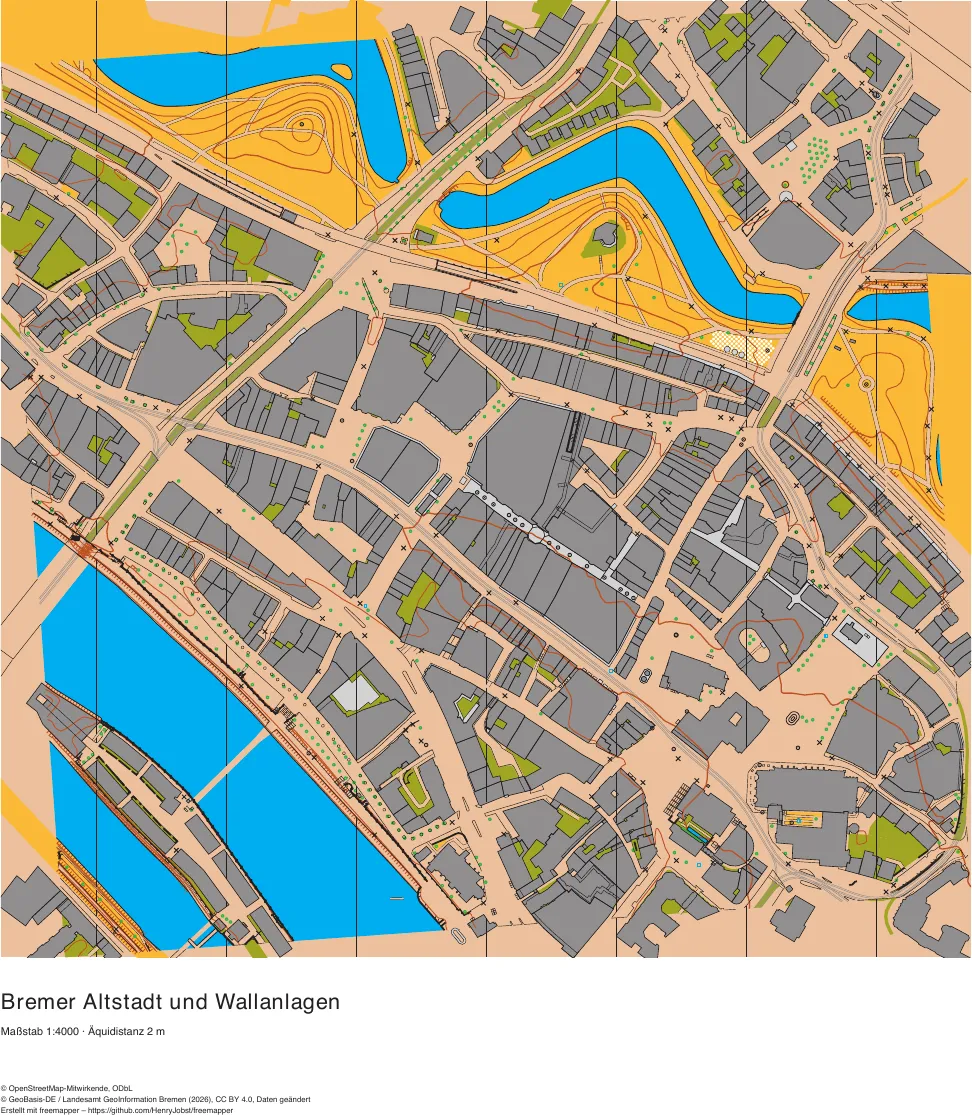 Bremer Altstadt und Wallanlagen
Maßstab 1:4000 · Äquidistanz 2 m
© OpenStreetMap-Mitwirkende, ODbL
© GeoBasis-DE / Landesamt GeoInformation Bremen (2026), CC BY 4.0, Daten geändert
Erstellt mit freemapper – https://github.com/HenryJobst/freemapper